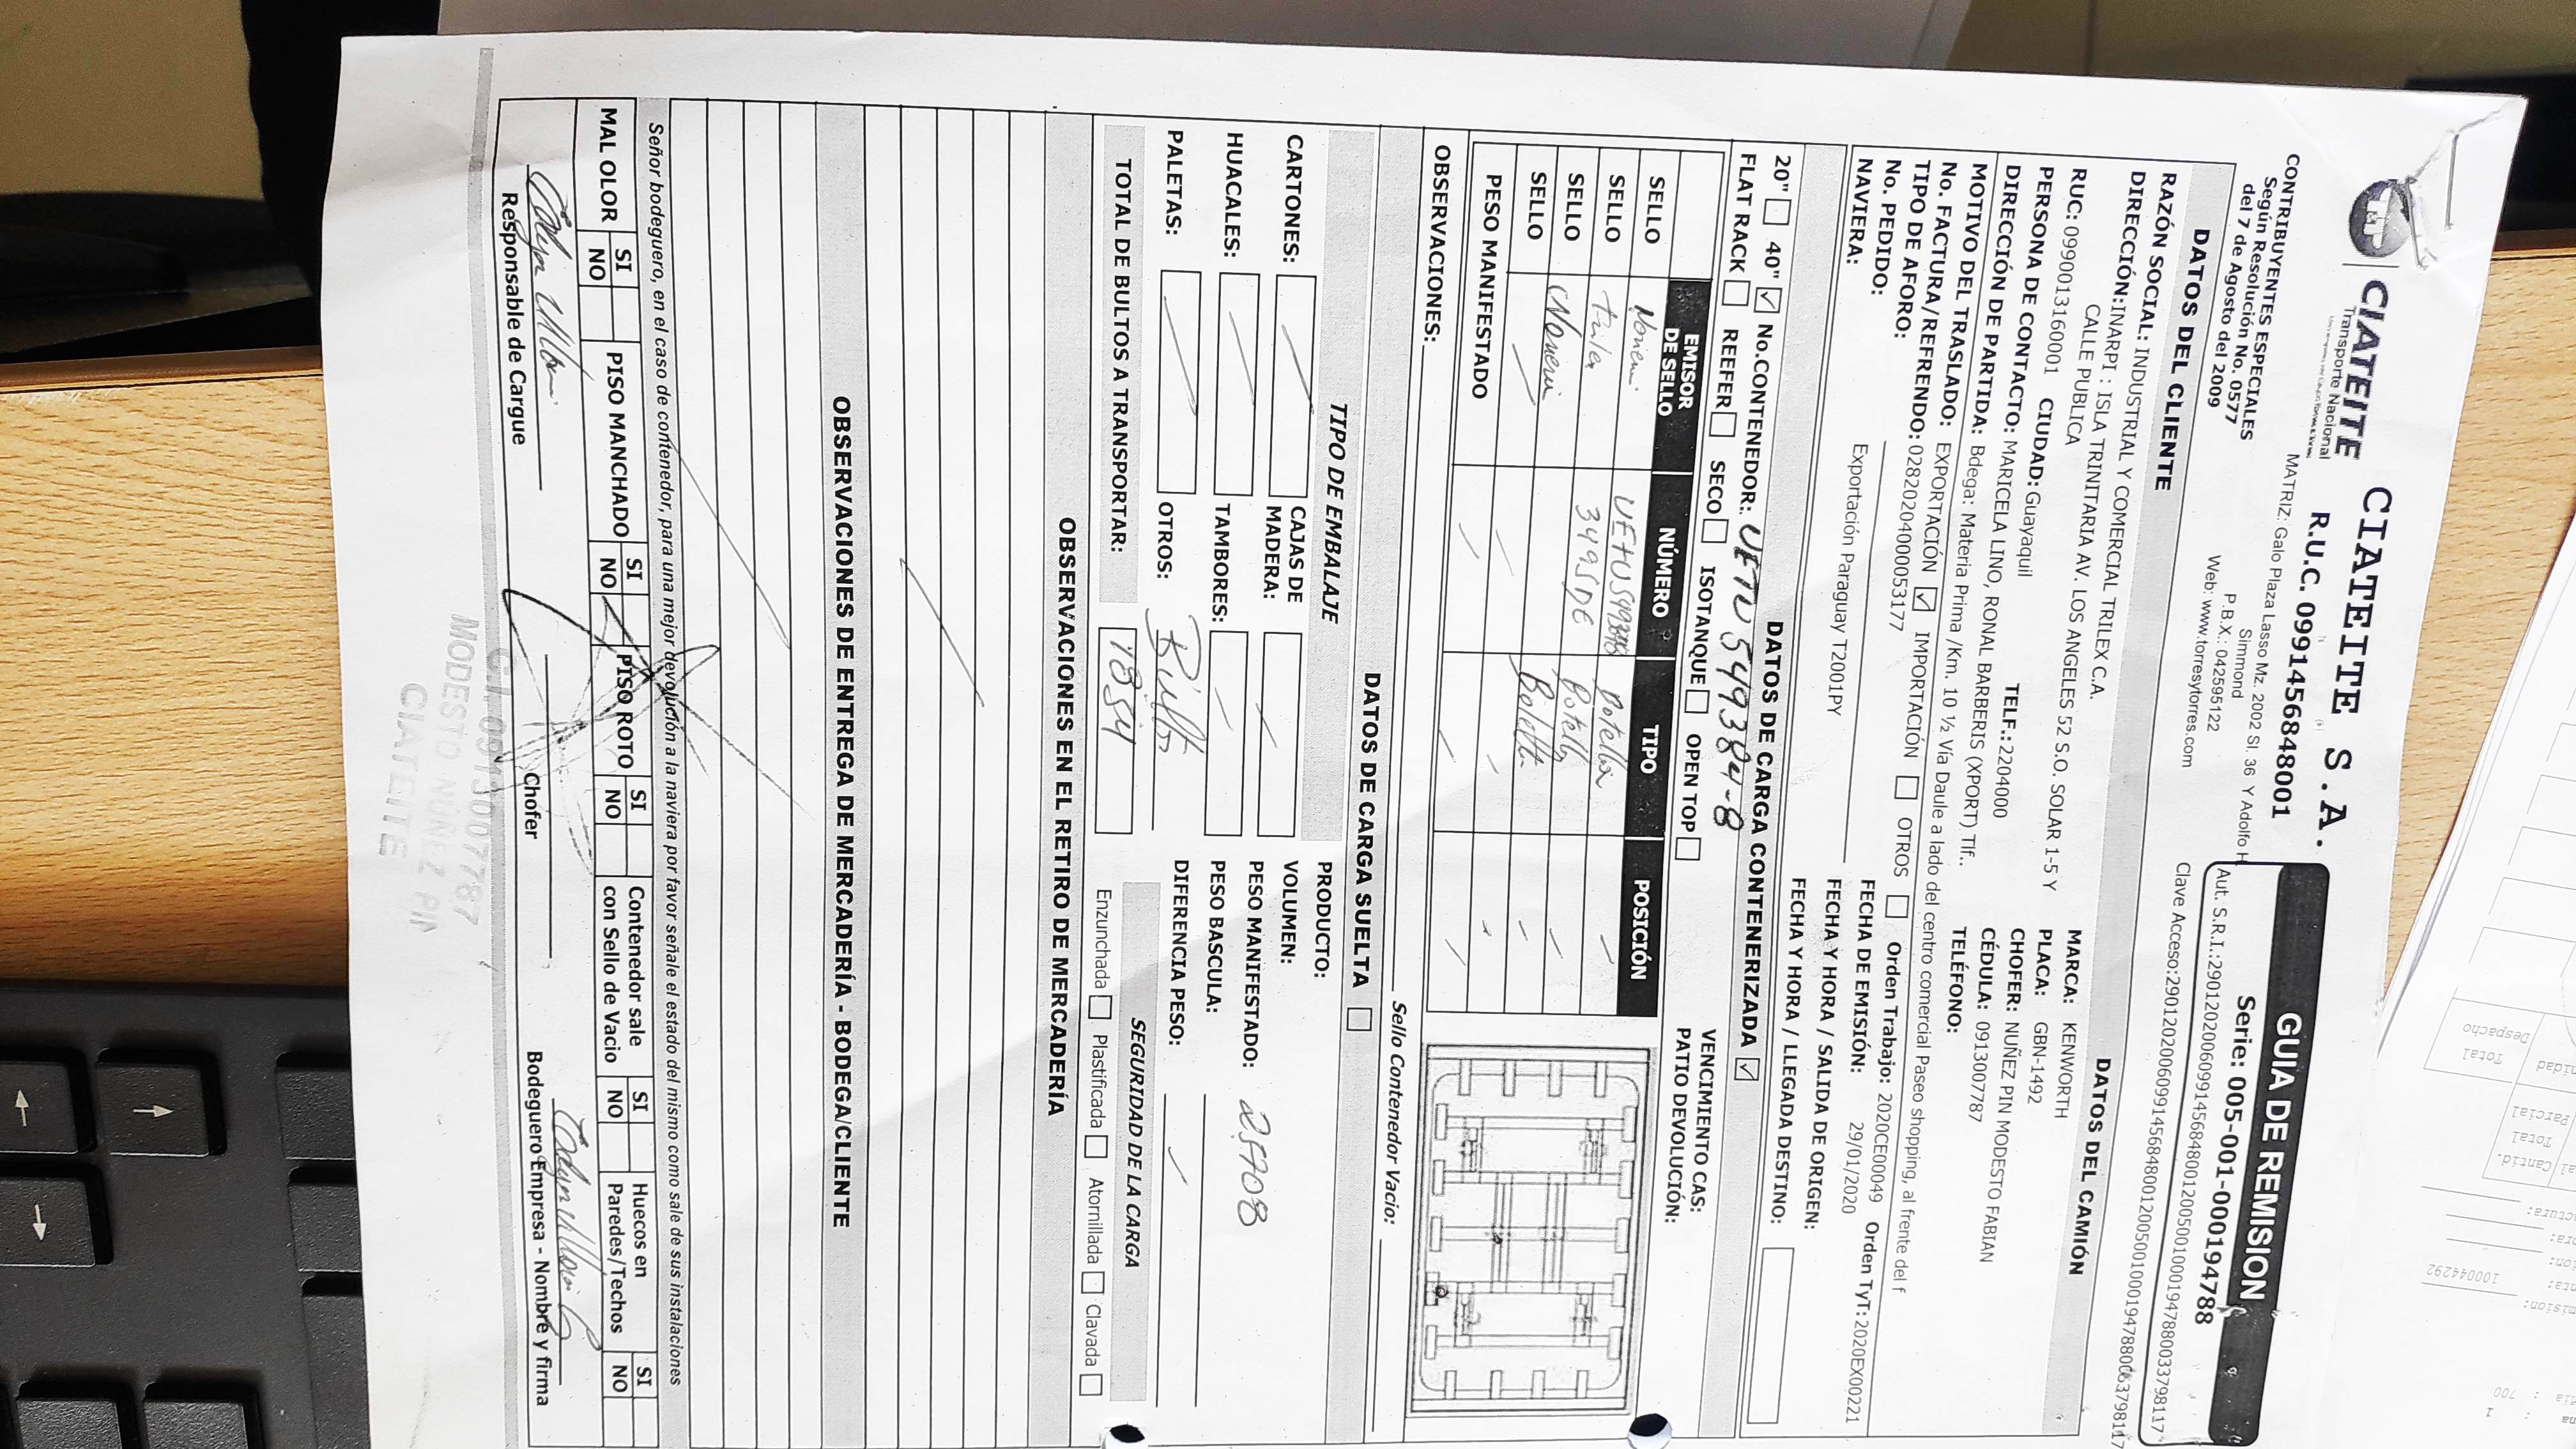 CIATEITE
Transporte Nacional
CIATEITE S.A.
R.U.C. 0991456848001
MATRIZ: Galo Plaza Lasso Mz. 2002 Sl. 36 Y Adolfo H
Simmond
P.B.X.: 042595122
Web: www.torresytorres.com
CONTRIBUYENTES ESPECIALES
Según Resolución No. 0577
del 7 de Agosto del 2009
GUIA DE REMISION
Serie: 005-001-000194788
Aut. S.R.I.:2901202006099145684800120050010001947880033798117
Clave Acceso:2901202006099145684800120050010001947880033798117
DATOS DEL CLIENTE
RAZÓN SOCIAL: INDUSTRIAL Y COMERCIAL TRILEX C.A.
DIRECCIÓN:INARPI : ISLA TRINITARIA AV. LOS ANGELES 52 S.O. SOLAR 1-5 Y
CALLE PUBLICA
RUC: 0990013160001 CIUDAD: Guayaquil TELF.: 2204000
PERSONA DE CONTACTO: MARICELA LINO, RONAL BARBERIS (XPORT) Tlf..
DIRECCIÓN DE PARTIDA: Bdega: Materia Prima /Km. 10 ½ Vía Daule a lado del centro comercial Paseo shopping, al frente del f
MOTIVO DEL TRASLADO: EXPORTACIÓN IMPORTACIÓN OTROS
No. FACTURA/REFRENDO: 02820204000053177
TIPO DE AFORO:
No. PEDIDO: Exportación Paraguay T2001PY
NAVIERA:
DATOS DEL CAMIÓN
MARCA: KENWORTH
PLACA: GBN-1492
CHOFER: NUÑEZ PIN MODESTO FABIAN
CÉDULA: 0913007787
TELÉFONO:
Orden Trabajo: 2020CE00049 Orden TyT: 2020EX00221
FECHA DE EMISIÓN: 29/01/2020
FECHA Y HORA / SALIDA DE ORIGEN:
FECHA Y HORA / LLEGADA DESTINO:
DATOS DE CARGA CONTENERIZADA
20" 40" No.CONTENEDOR: UETU 549384-8
VENCIMIENTO CAS:
FLAT RACK REEFER SECO ISOTANQUE OPEN TOP
PATIO DEVOLUCIÓN:
EMISOR DE SELLO NÚMERO TIPO POSICIÓN
SELLO Botella
SELLO Botella
SELLO
SELLO
PESO MANIFESTADO
OBSERVACIONES:
Sello Contenedor Vacio:
DATOS DE CARGA SUELTA
TIPO DE EMBALAJE
CARTONES: CAJAS DE MADERA:
HUACALES: TAMBORES:
PALETAS: OTROS: Bultos
TOTAL DE BULTOS A TRANSPORTAR: 1354
PRODUCTO:
VOLUMEN:
PESO MANIFESTADO: 25708
PESO BASCULA:
DIFERENCIA PESO:
SEGURIDAD DE LA CARGA
Enzunchada Plastificada Atornillada Clavada
OBSERVACIONES EN EL RETIRO DE MERCADERÍA
OBSERVACIONES DE ENTREGA DE MERCADERÍA - BODEGA/CLIENTE
Señor bodeguero, en el caso de contenedor, para una mejor devolución a la naviera por favor señale el estado del mismo como sale de sus instalaciones
MAL OLOR SI NO PISO MANCHADO SI NO PISO ROTO SI NO Contenedor sale con Sello de Vacio SI NO Huecos en Paredes/Techos SI NO
Responsable de Cargue
Chofer
Bodeguero Empresa - Nombre y firma
C.I. 0913007787
MODESTO NUÑEZ PIN
CIATEITE
100044292
Cantid.
Total
Parcial
Total
Despacho